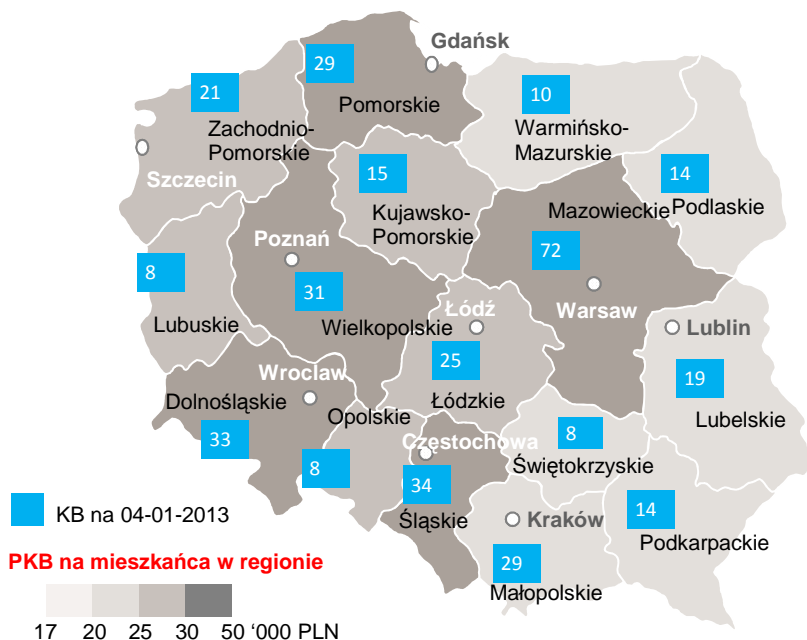 Gdańsk
29
Pomorskie
21
Zachodnio-
Pomorskie
10
Warmińsko-
Mazurskie
Szczecin
15
Kujawsko-
Pomorskie
14
Podlaskie
Mazowieckie
72
Warsaw
Poznań
31
Wielkopolskie
8
Lubuskie
Łódź
25
Łódzkie
Lublin
19
Lubelskie
Wroclaw
Dolnośląskie
33
Opolskie
8
Częstochowa
34
Śląskie
8
Świętokrzyskie
Kraków
29
Małopolskie
14
Podkarpackie
KB na 04-01-2013
PKB na mieszkańca w regionie
17 20 25 30 50 ‘000 PLN